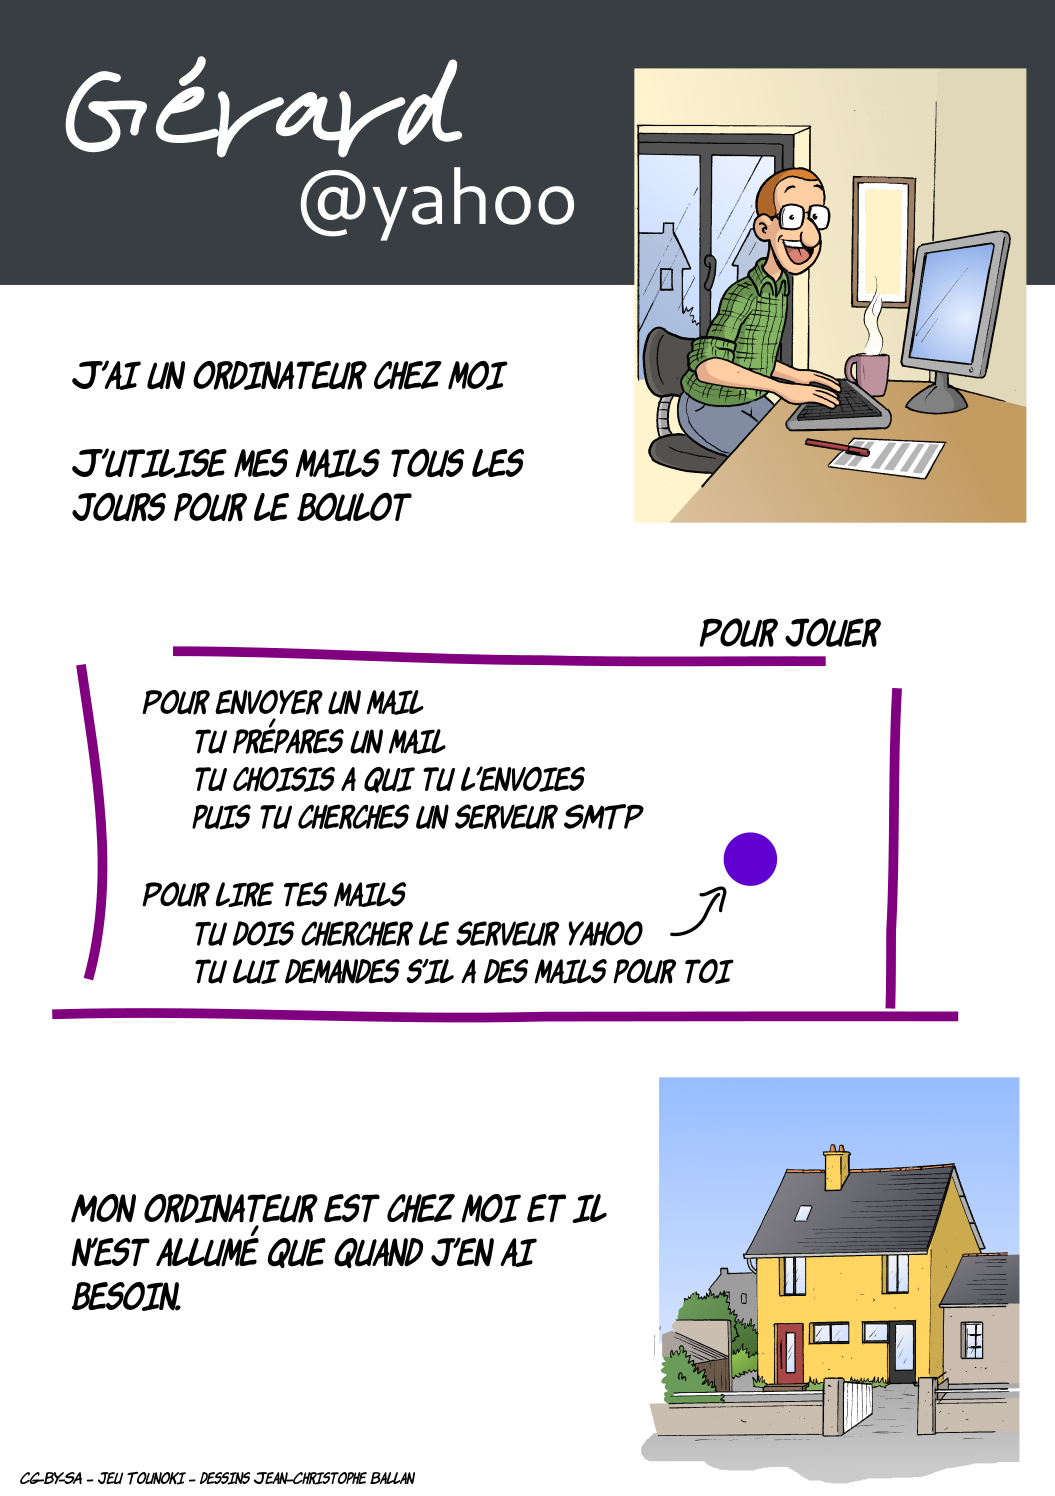 Gérard
@yahoo
J'AI UN ORDINATEUR CHEZ MOI
J'UTILISE MES MAILS TOUS LES
JOURS POUR LE BOULOT
POUR JOUER
POUR ENVOYER UN MAIL
TU PRÉPARES UN MAIL
TU CHOISIS A QUI TU L'ENVOIES
PUIS TU CHERCHES UN SERVEUR SMTP
POUR LIRE TES MAILS
TU DOIS CHERCHER LE SERVEUR YAHOO
TU LUI DEMANDES S'IL A DES MAILS POUR TOI
MON ORDINATEUR EST CHEZ MOI ET IL
N'EST ALLUMÉ QUE QUAND J'EN AI
BESOIN.
CC-BY-SA - JEU TOUNOKI - DESSINS JEAN-CHRISTOPHE BALLAN